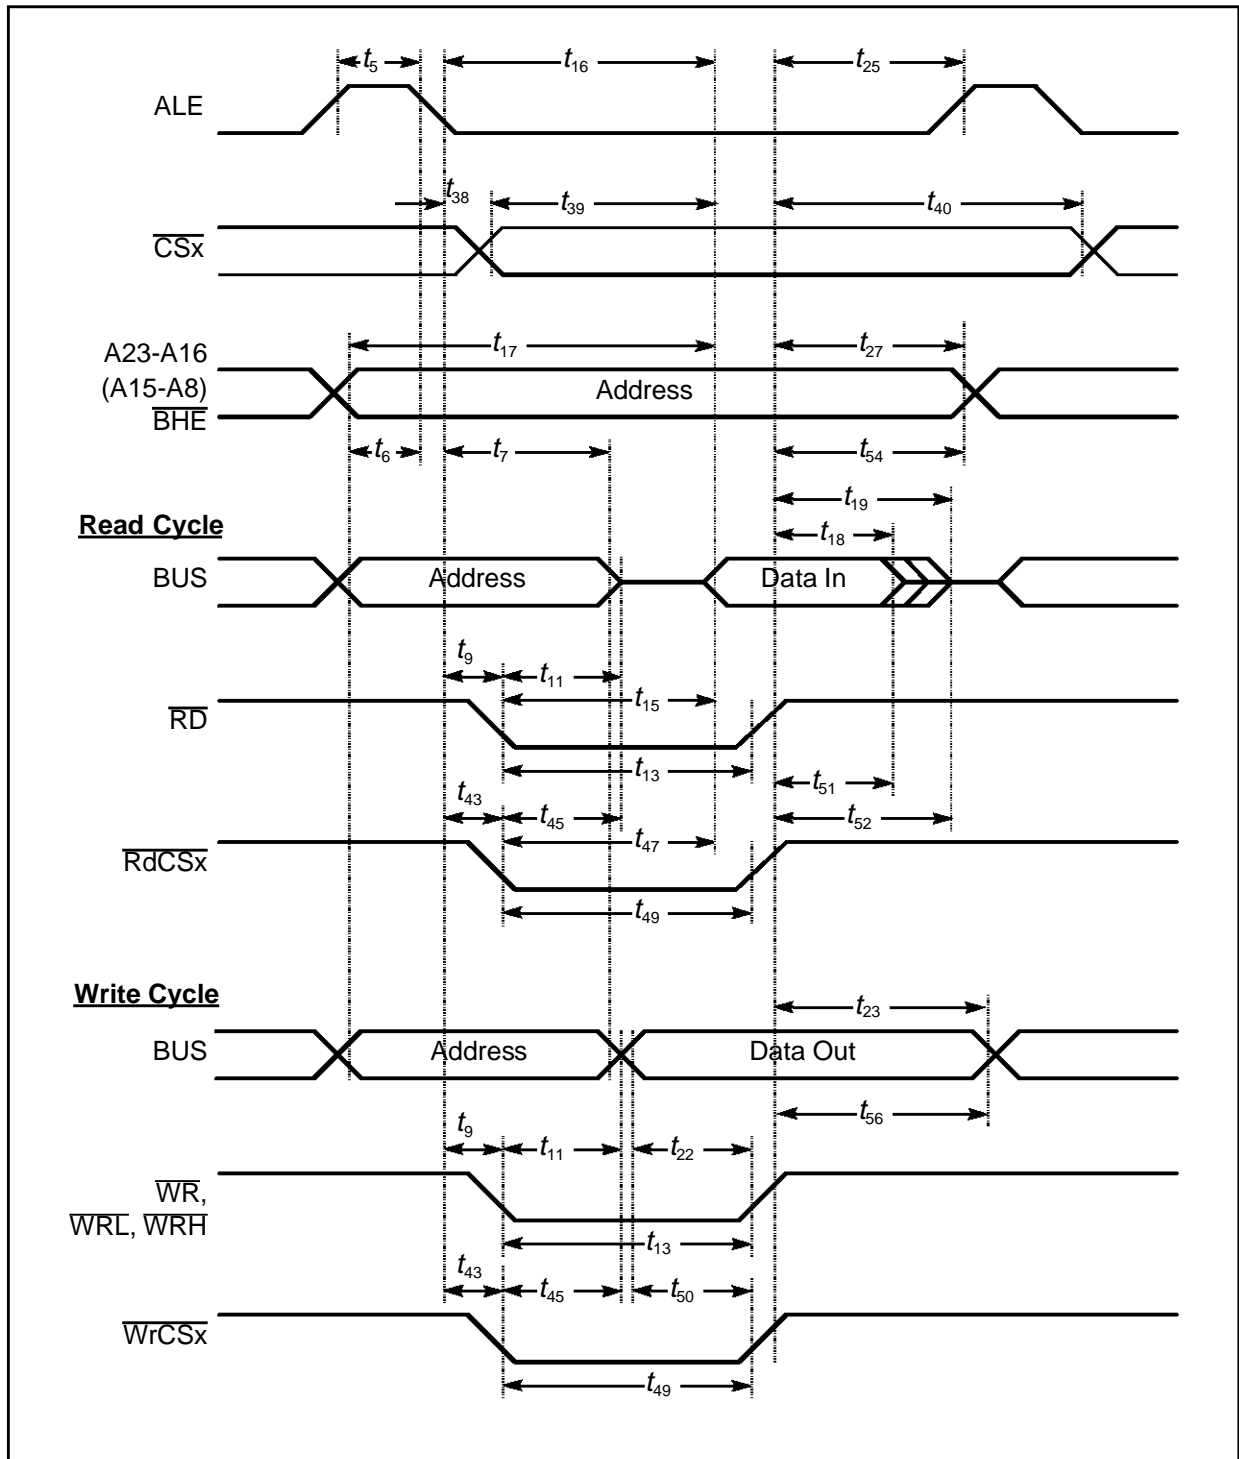 t5 t16 t25
ALE
t38 t39 t40
CSx
t17 t27
A23-A16
(A15-A8) Address
BHE
t6 t7 t54
t19
Read Cycle t18
BUS Address Data In
t9 t11
t15
RD
t13
t51
t43 t45 t52
t47
RdCSx
t49
Write Cycle
t23
BUS Address Data Out
t56
t9 t11 t22
WR,
WRL, WRH
t13
t43 t45 t50
WrCSx
t49